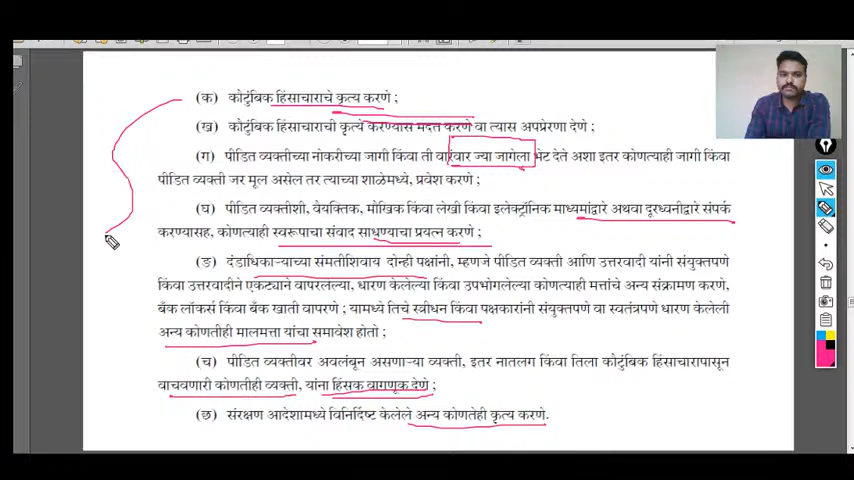 (क) कौटुंबिक हिंसाचाराचे कृत्य करणे ;
(ख) कौटुंबिक हिंसाचाराची कृत्ये करण्यास मदत करणे वा त्यास अपप्रेरणा देणे ;
(ग) पीडित व्यक्तीच्या नोकरीच्या जागी किंवा ती वारंवार ज्या जागेला भेट देते अशा इतर कोणत्याही जागी किंवा
पीडित व्यक्ती जर मूल असेल तर त्याच्या शाळेमध्ये, प्रवेश करणे ;
(घ) पीडित व्यक्तीशी, वैयक्तिक, मौखिक किंवा लेखी किंवा इलेक्ट्रॉनिक माध्यमांद्वारे अथवा दूरध्वनीद्वारे संपर्क
करण्यासह, कोणत्याही स्वरूपाचा संवाद साधण्याचा प्रयत्न करणे ;
(ङ) दंडाधिकाऱ्याच्या संमतीशिवाय दोन्ही पक्षांनी, म्हणजे पीडित व्यक्ती आणि उत्तरवादी यांनी संयुक्तपणे
किंवा उत्तरवादीने एकट्याने वापरलल्या, धारण केलेल्या किंवा उपभोगलेल्या कोणत्याही मत्तांचे अन्य संक्रामण करणे,
बँक लॉकर्स किंवा बँक खाती वापरणे ; यामध्ये तिचे स्त्रीधन किंवा पक्षकारांनी संयुक्तपणे वा स्वतंत्रपणे धारण केलेली
अन्य कोणतीही मालमत्ता यांचा समावेश होतो ;
(च) पीडित व्यक्तीवर अवलंबून असणाऱ्या व्यक्ती, इतर नातलग किंवा तिला कौटुंबिक हिंसाचारापासून
वाचवणारी कोणतीही व्यक्ती, यांना हिंसक वागणूक देणे ;
(छ) संरक्षण आदेशामध्ये विनिर्दिष्ट केलेले अन्य कोणतेही कृत्य करणे.